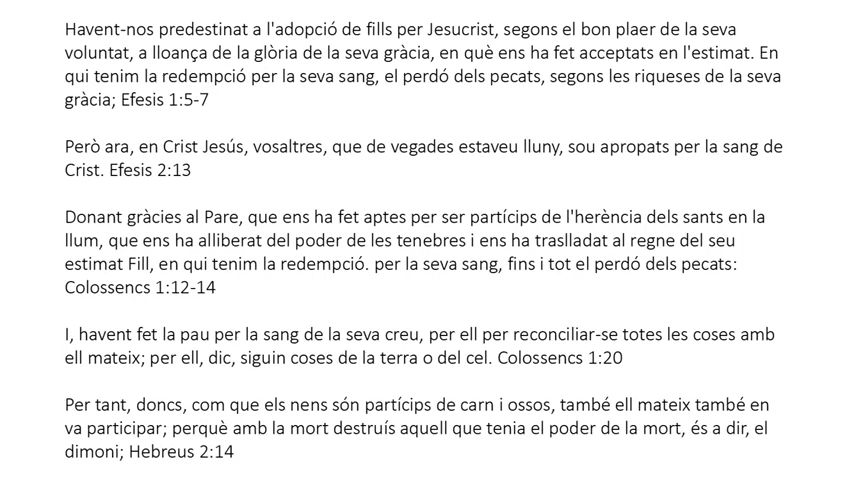 Havent-nos predestinat a l'adopció de fills per Jesucrist, segons el bon plaer de la seva
voluntat, a lloança de la glòria de la seva gràcia, en què ens ha fet acceptats en l'estimat. En
qui tenim la redempció per la seva sang, el perdó dels pecats, segons les riqueses de la seva
gràcia; Efesis 1:5-7
Però ara, en Crist Jesús, vosaltres, que de vegades estaveu lluny, sou apropats per la sang de
Crist. Efesis 2:13
Donant gràcies al Pare, que ens ha fet aptes per ser partícips de l'herència dels sants en la
llum, que ens ha alliberat del poder de les tenebres i ens ha traslladat al regne del seu
estimat Fill, en qui tenim la redempció. per la seva sang, fins i tot el perdó dels pecats:
Colossencs 1:12-14
I, havent fet la pau per la sang de la seva creu, per ell per reconciliar-se totes les coses amb
ell mateix; per ell, dic, siguin coses de la terra o del cel. Colossencs 1:20
Per tant, doncs, com que els nens són partícips de carn i ossos, també ell mateix també en
va participar; perquè amb la mort destruís aquell que tenia el poder de la mort, és a dir, el
dimoni; Hebreus 2:14